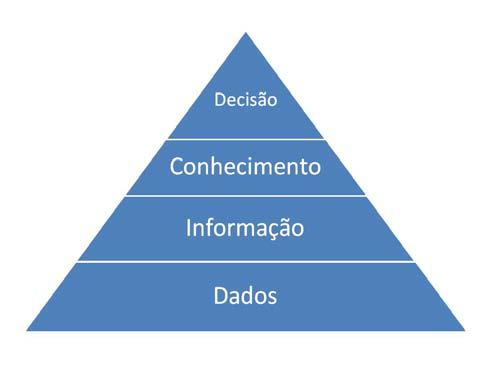 Decisão
Conhecimento
Informação
Dados